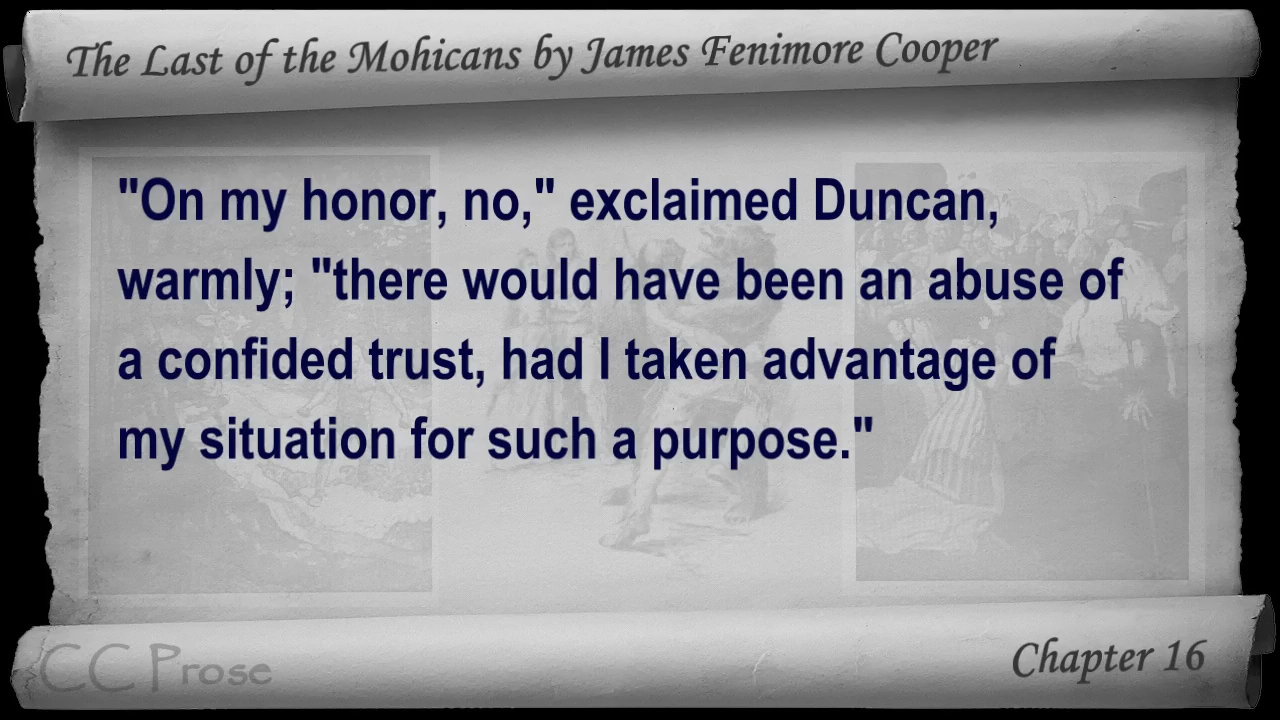 The Last of the Mohicans by James Fenimore Cooper
"On my honor, no," exclaimed Duncan,
warmly; "there would have been an abuse of
a confided trust, had I taken advantage of
my situation for such a purpose."
CC Prose
Chapter 16